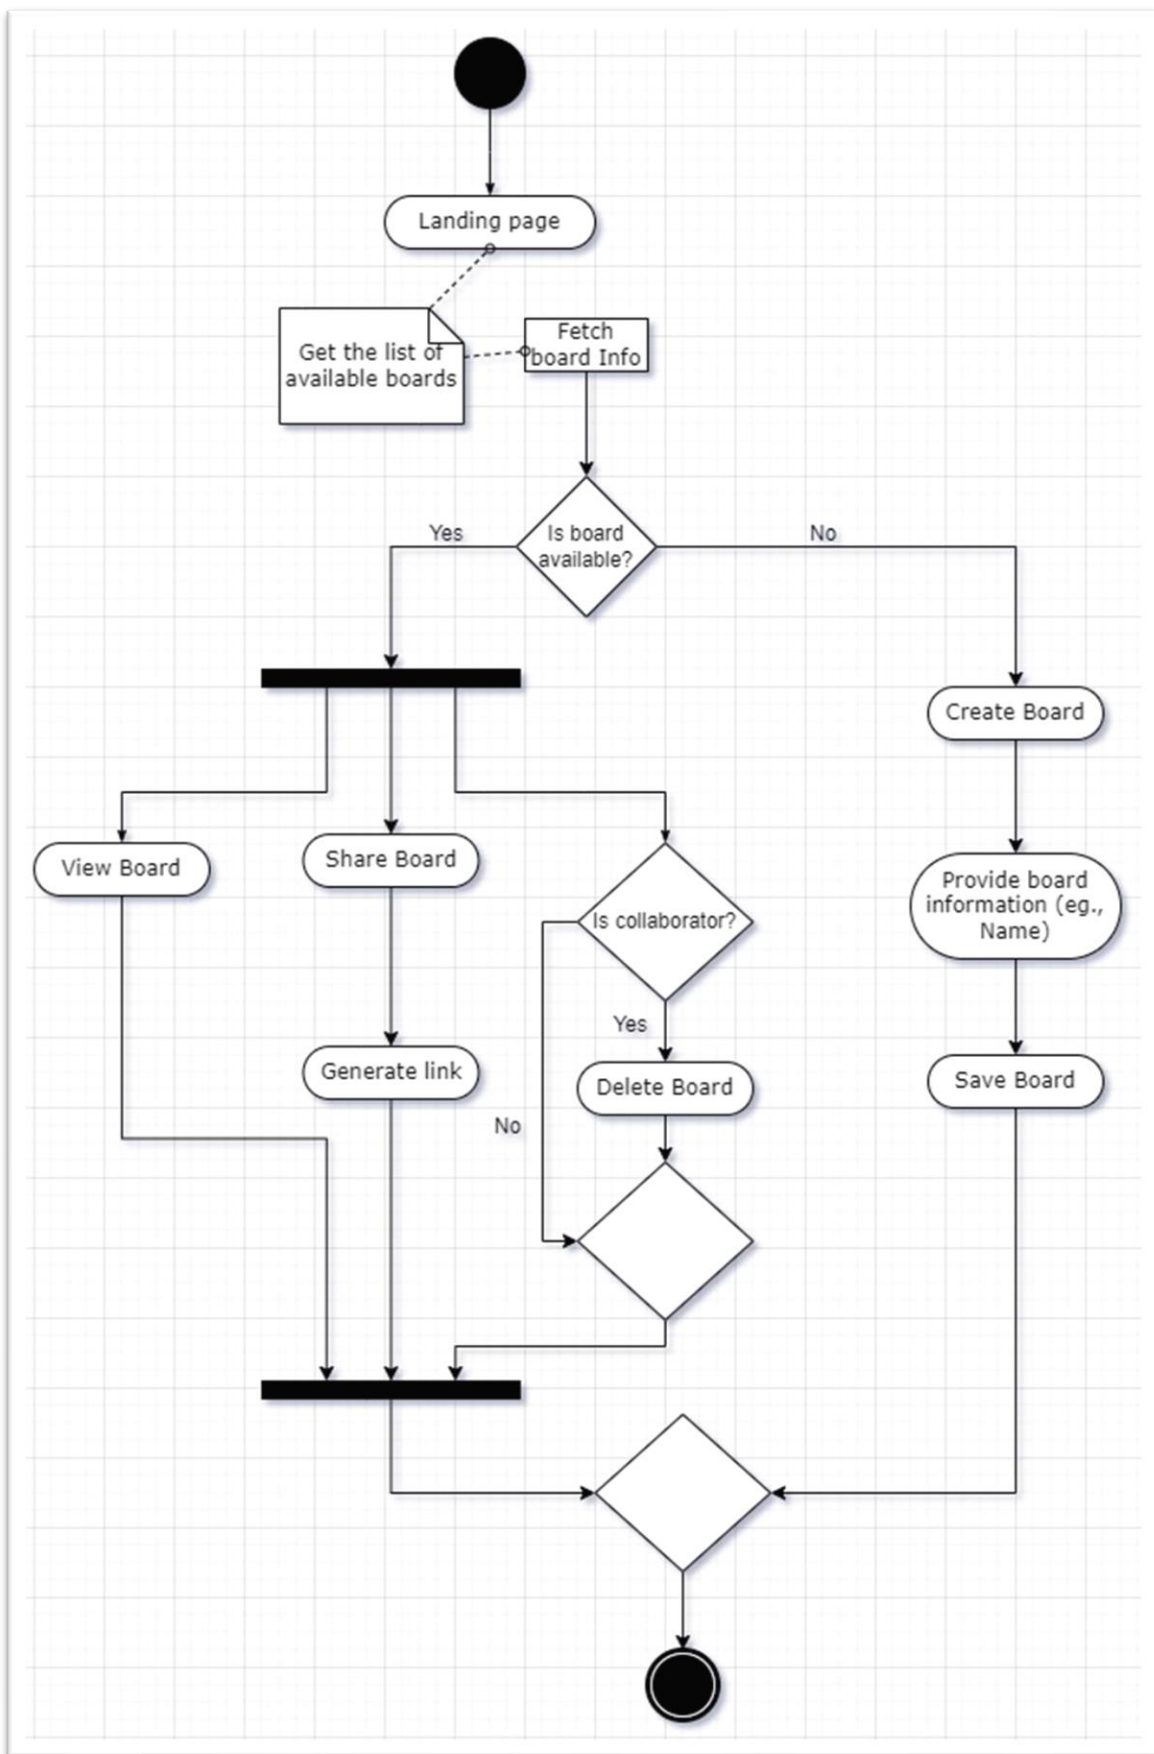 Landing page
Get the list of
available boards
Fetch
board Info
Is board
available?
Yes
No
Create Board
View Board
Share Board
Is collaborator?
Provide board
information (eg.,
Name)
Yes
Generate link
Delete Board
Save Board
No